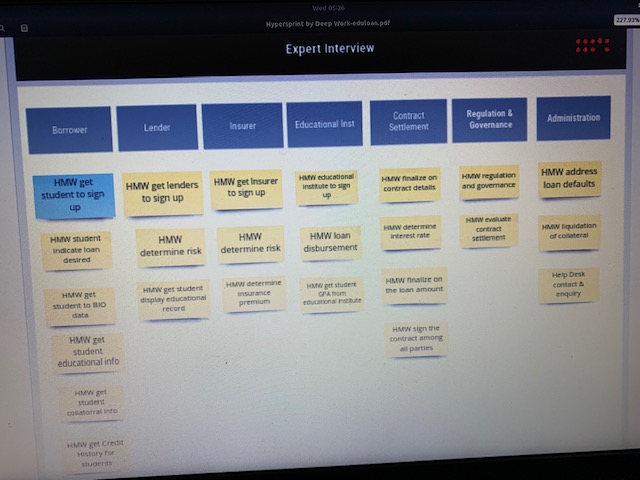 Wed 05:26
Hypersprint by Deep Work-eduloan.pdf
227.93%
Expert Interview
Borrower
Lender
Insurer
Educational Inst
Contract
Settlement
Regulation &
Governance
Administration
HMW get
student to sign
up
HMW get lenders
to sign up
HMW get Insurer
to sign up
HMW educational
institute to sign
up
HMW finalize on
contract details
HMW regulation
and governance
HMW address
loan defaults
HMW student
indicate loan
desired
HMW
determine risk
HMW
determine risk
HMW loan
disbursement
HMW determine
interest rate
HMW evaluate
contract
settlement
HMW liquidation
of collateral
HMW get
student to BIO
data
HMW get student
display educational
record
HMW determine
insurance
premium
HMW get student
GPA from
educational institute
HMW finalize on
the loan amount
Help Desk
contact &
enquiry
HMW get
student
educational info
HMW sign the
contract among
all parties
HMW get
student
collatorral info
HMW get Credit
History for
students